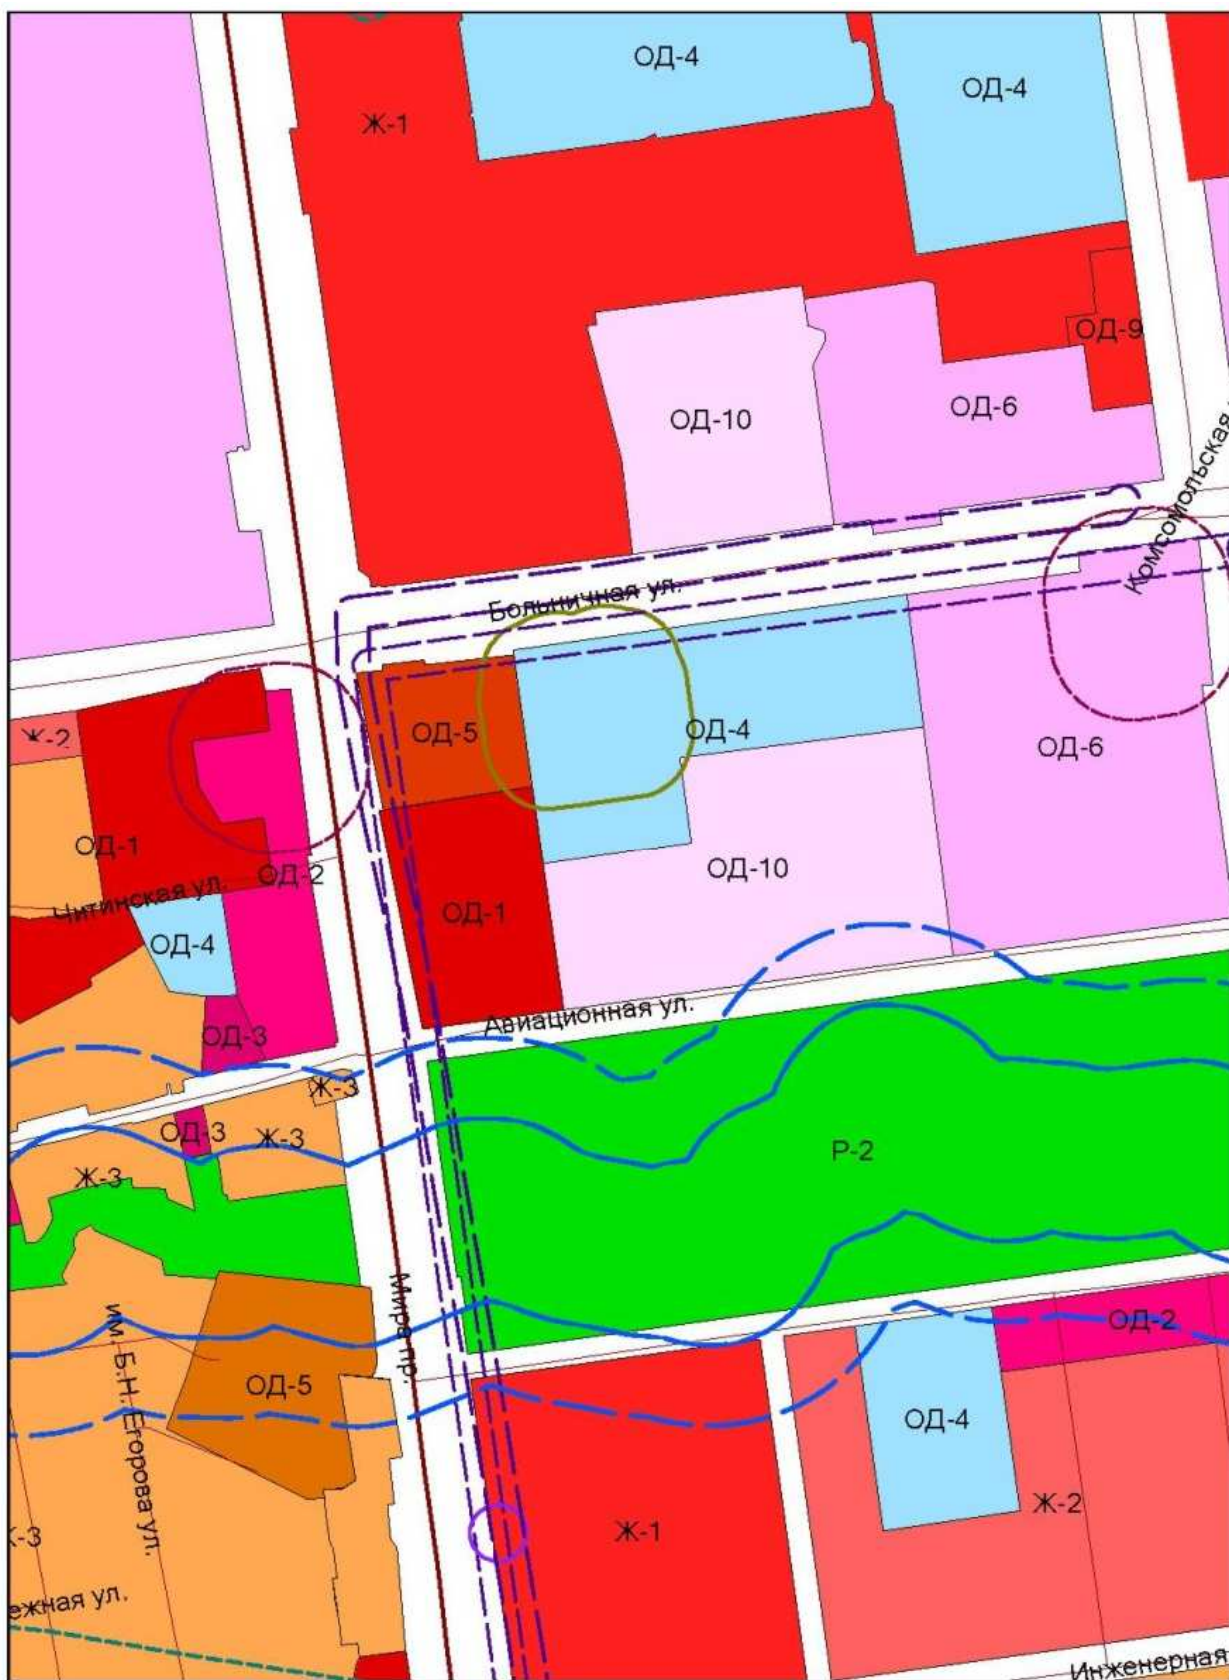 ОД-4
ОД-4
Ж-1
ОД-9
ОД-6
ОД-10
Комсомольская
Больничная ул.
Ж-2
ОД-5
ОД-4
ОД-6
ОД-1
ОД-10
ОД-2
Читинская ул.
ОД-1
ОД-4
Авиационная ул.
ОД-3
Ж-3
ОД-3
Ж-3
Р-2
Ж-3
Мира пр.
ОД-2
им. Б.Н. Егорова ул.
ОД-5
ОД-4
Ж-2
Ж-1
-3
ежная ул.
Инженерная